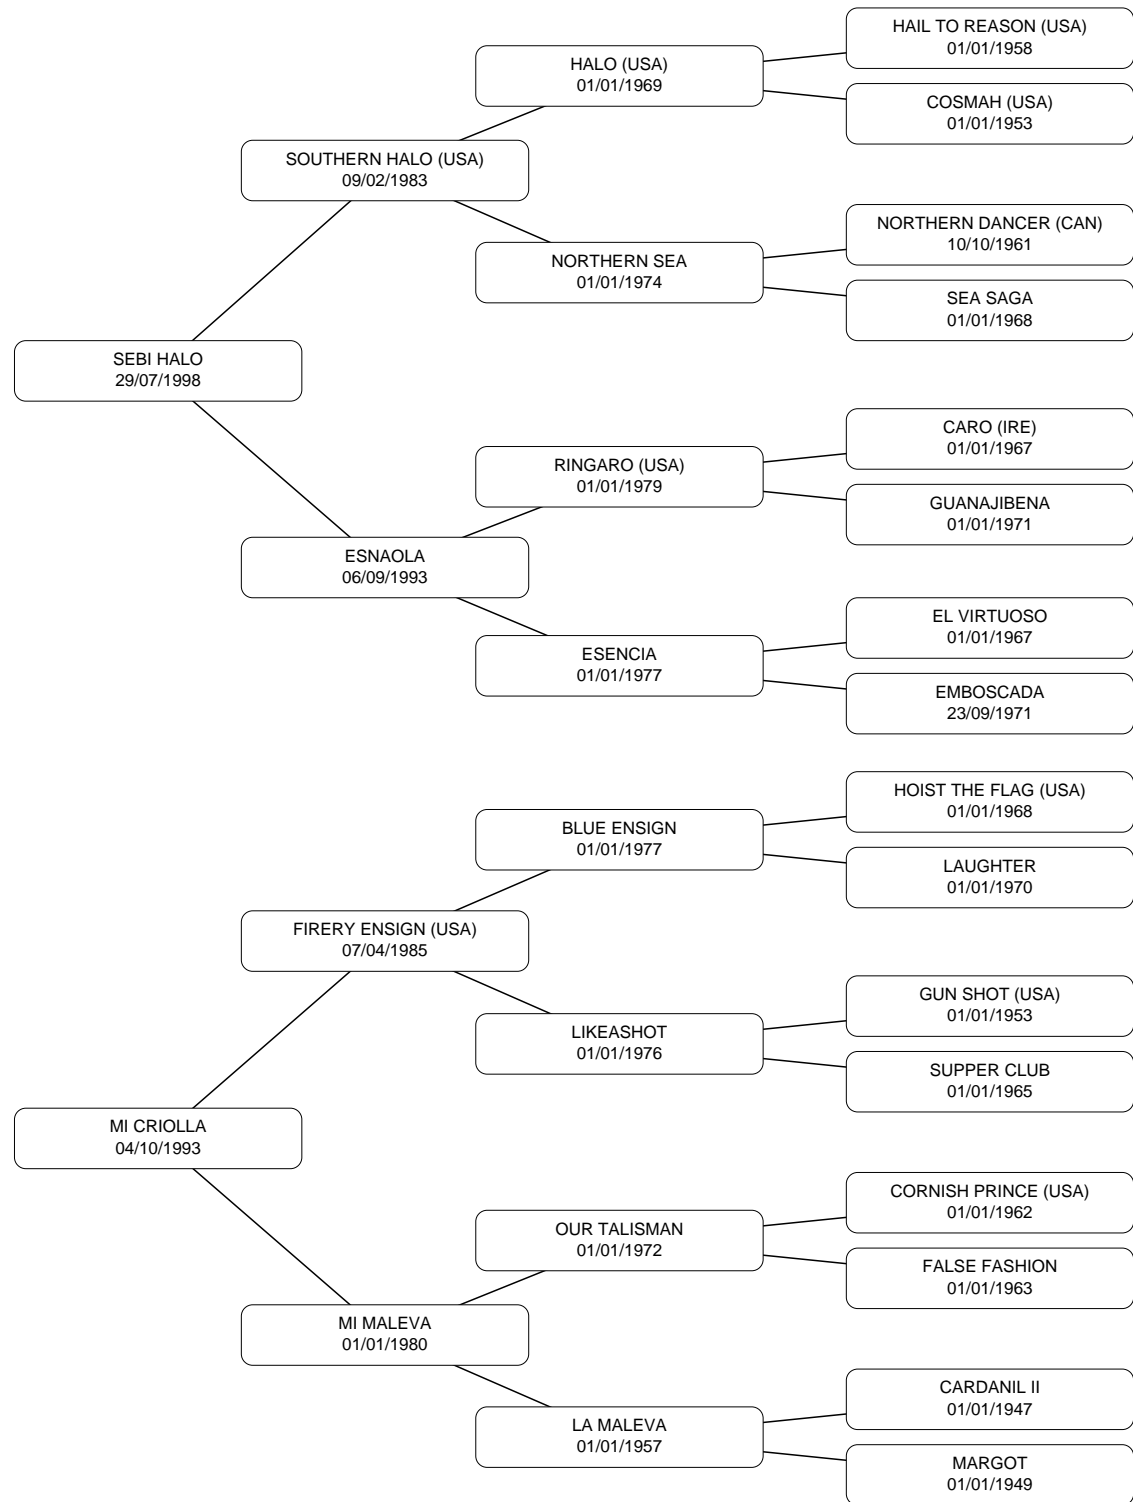 HAIL TO REASON (USA)
01/01/1958
HALO (USA)
01/01/1969
COSMAH (USA)
01/01/1953
SOUTHERN HALO (USA)
09/02/1983
NORTHERN DANCER (CAN)
10/10/1961
NORTHERN SEA
01/01/1974
SEA SAGA
01/01/1968
SEBI HALO
29/07/1998
CARO (IRE)
01/01/1967
RINGARO (USA)
01/01/1979
GUANAJIBENA
01/01/1971
ESNAOLA
06/09/1993
EL VIRTUOSO
01/01/1967
ESENCIA
01/01/1977
EMBOSCADA
23/09/1971
HOIST THE FLAG (USA)
01/01/1968
BLUE ENSIGN
01/01/1977
LAUGHTER
01/01/1970
FIRERY ENSIGN (USA)
07/04/1985
GUN SHOT (USA)
01/01/1953
LIKEASHOT
01/01/1976
SUPPER CLUB
01/01/1965
MI CRIOLLA
04/10/1993
CORNISH PRINCE (USA)
01/01/1962
OUR TALISMAN
01/01/1972
FALSE FASHION
01/01/1963
MI MALEVA
01/01/1980
CARDANIL II
01/01/1947
LA MALEVA
01/01/1957
MARGOT
01/01/1949